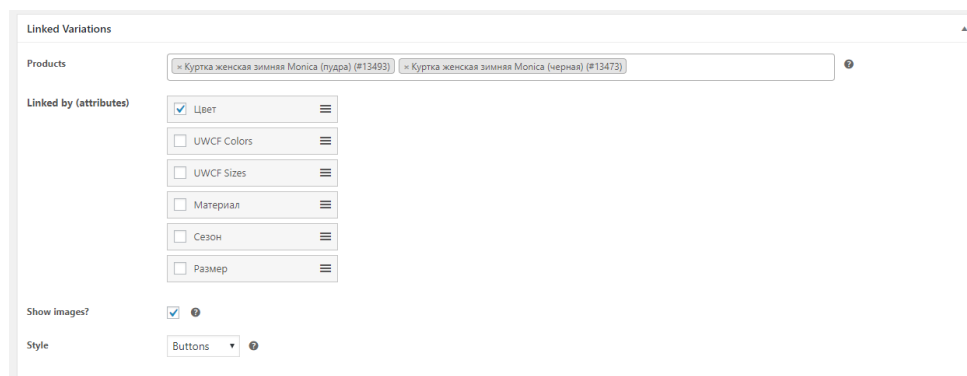 Linked Variations
Products
× Куртка женская зимняя Monica (пудра) (#13493) × Куртка женская зимняя Monica (черная) (#13473)
Linked by (attributes)
Цвет
UWCF Colors
UWCF Sizes
Материал
Сезон
Размер
Show images?
Style
Buttons